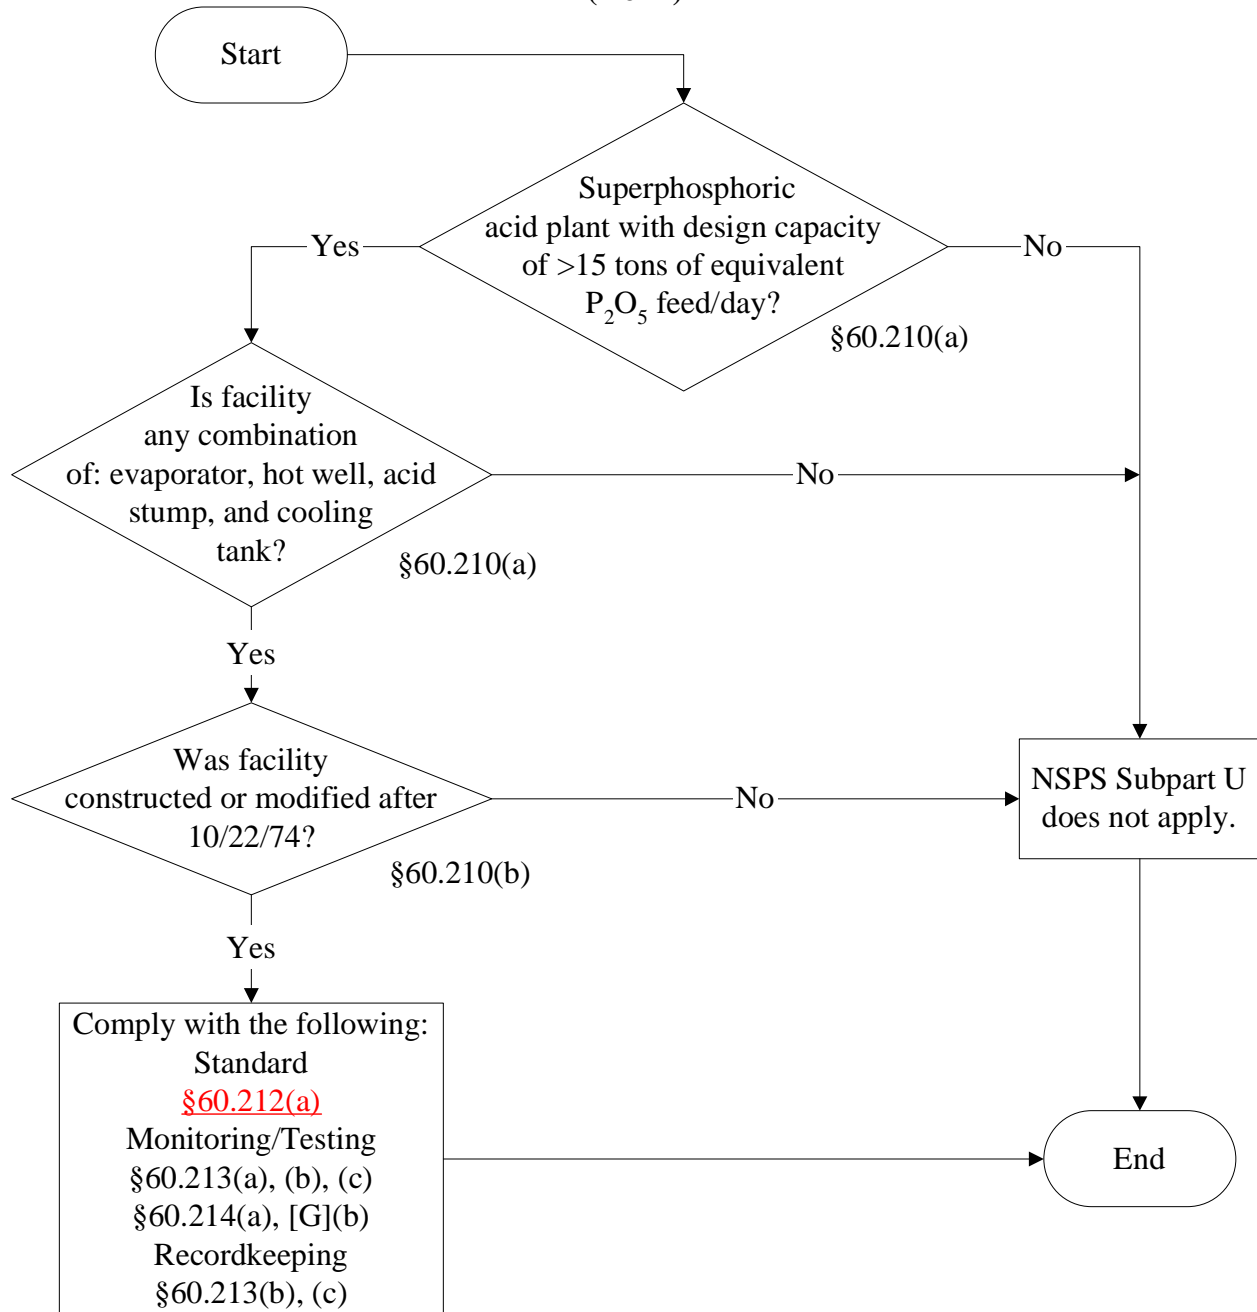 Start
Superphosphoric
acid plant with design capacity
of >15 tons of equivalent
P2O5 feed/day?
§60.210(a)
Yes
No
Is facility
any combination
of: evaporator, hot well, acid
stump, and cooling
tank?
§60.210(a)
No
Yes
Was facility
constructed or modified after
10/22/74?
§60.210(b)
No
NSPS Subpart U
does not apply.
Yes
Comply with the following:
Standard
§60.212(a)
Monitoring/Testing
§60.213(a), (b), (c)
§60.214(a), [G](b)
Recordkeeping
§60.213(b), (c)
End